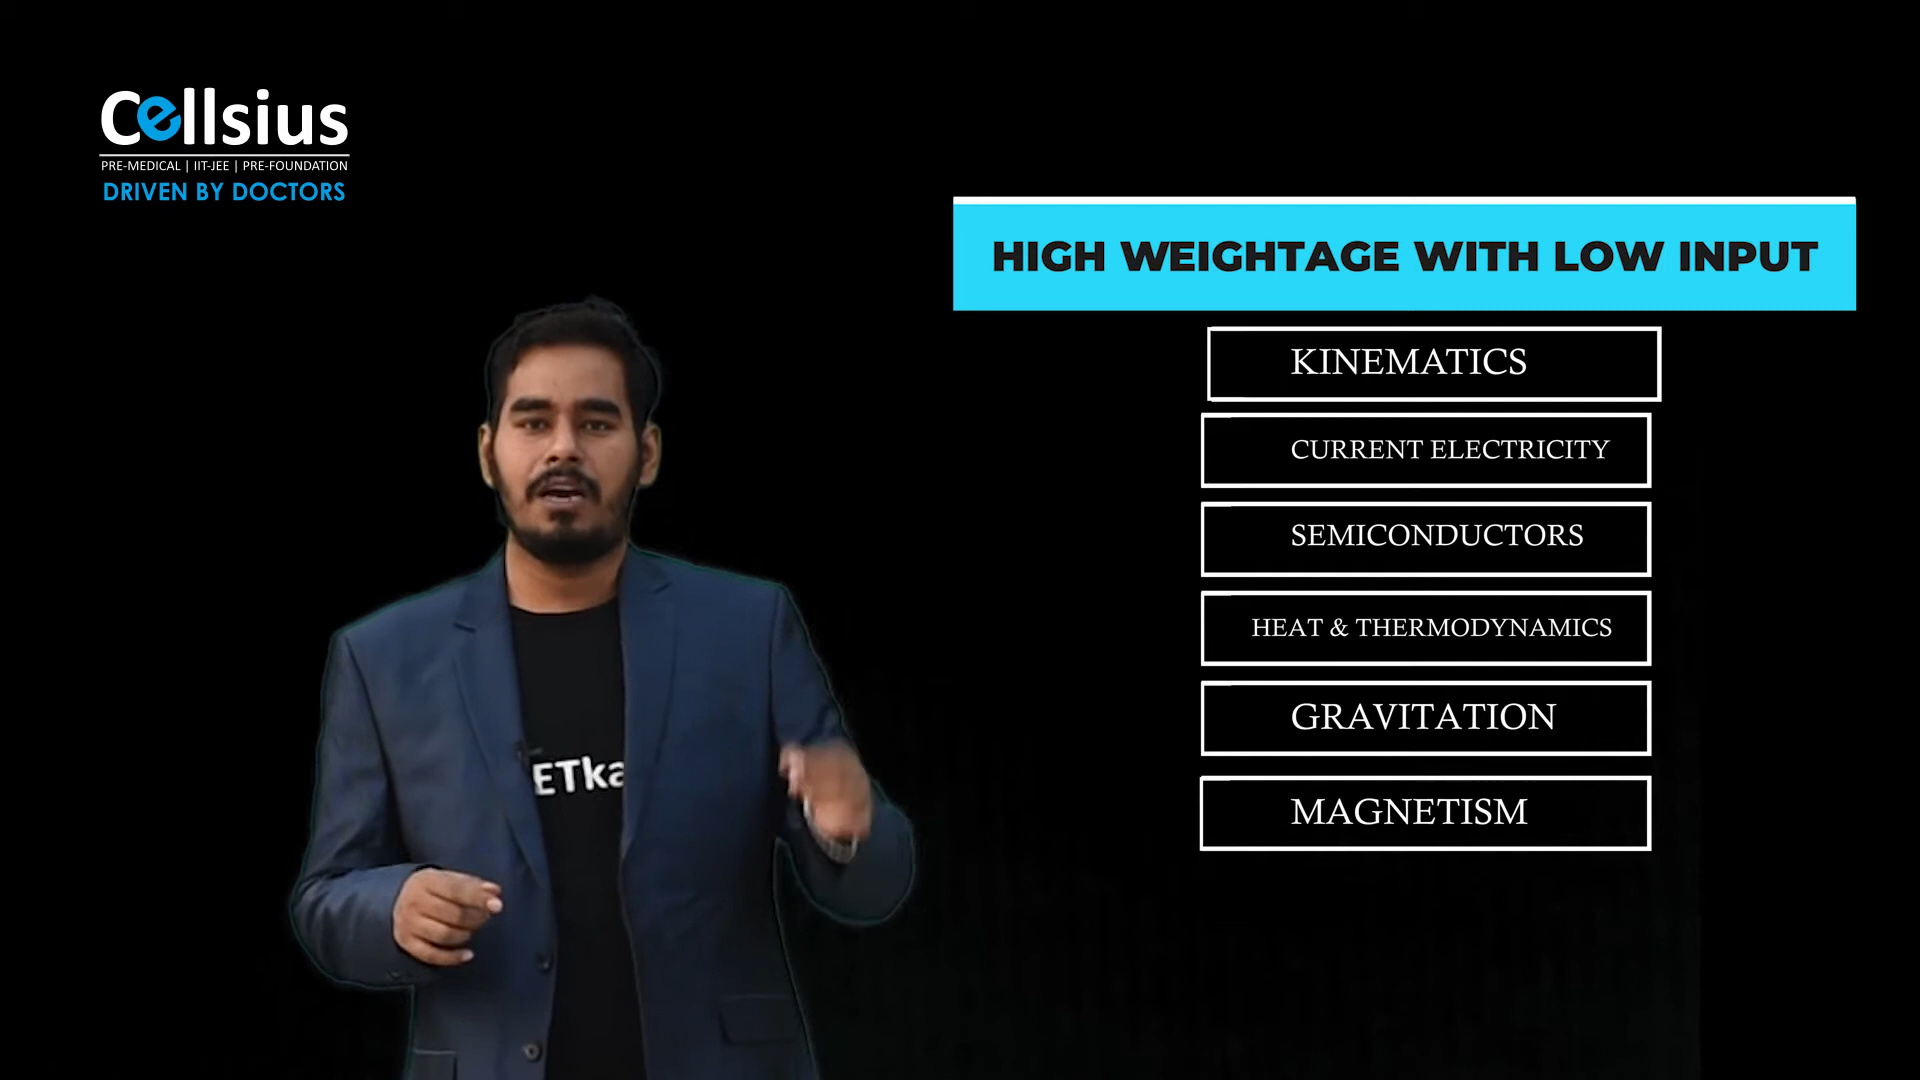 Cellsius
PRE-MEDICAL | IIT-JEE | PRE-FOUNDATION
DRIVEN BY DOCTORS
HIGH WEIGHTAGE WITH LOW INPUT
KINEMATICS
CURRENT ELECTRICITY
SEMICONDUCTORS
HEAT & THERMODYNAMICS
GRAVITATION
MAGNETISM
ETka